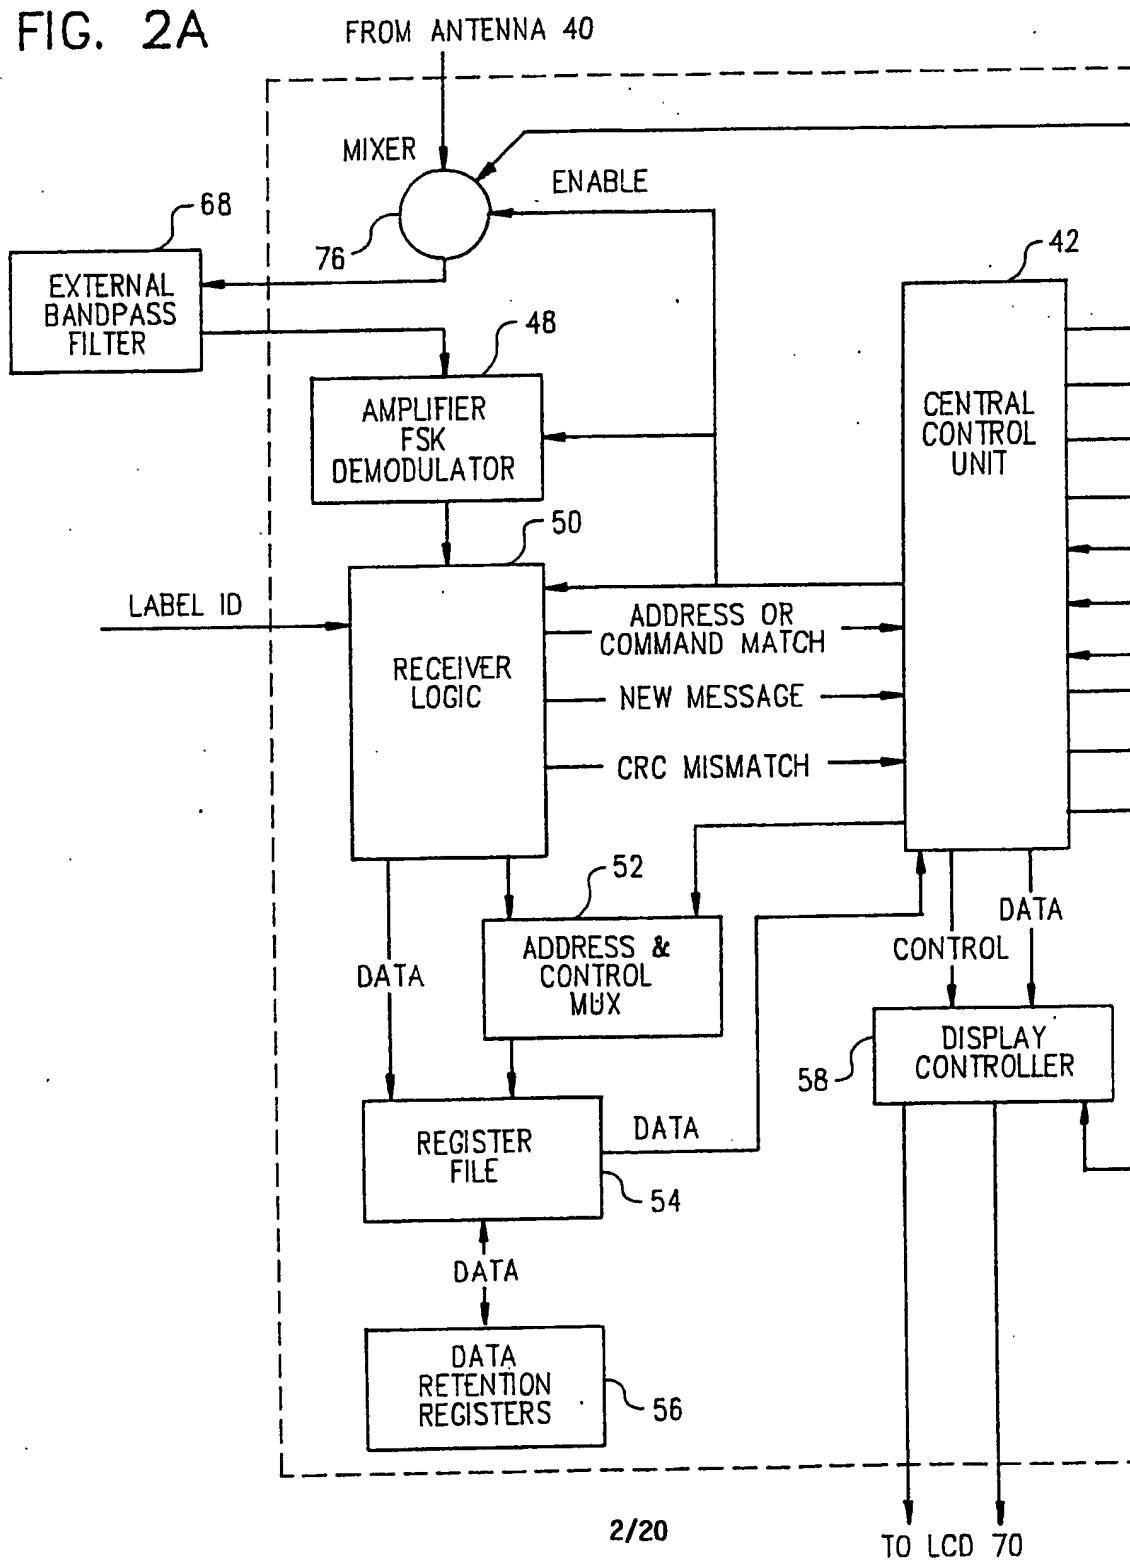 FIG. 2A
FROM ANTENNA 40
MIXER
ENABLE
76
68
EXTERNAL
BANDPASS
FILTER
42
48
AMPLIFIER
FSK
DEMODULATOR
CENTRAL
CONTROL
UNIT
50
LABEL ID
RECEIVER
LOGIC
ADDRESS OR
COMMAND MATCH
NEW MESSAGE
CRC MISMATCH
52
ADDRESS &
CONTROL
MUX
DATA
CONTROL
DATA
DISPLAY
CONTROLLER
58
REGISTER
FILE
DATA
54
DATA
DATA
RETENTION
REGISTERS
56
2/20
TO LCD 70